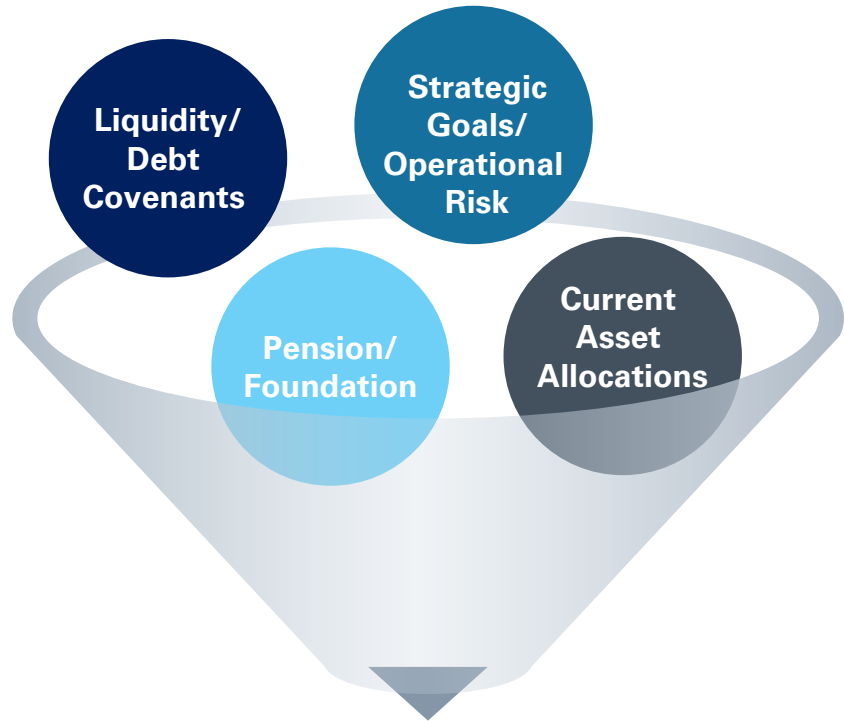 Liquidity/
Debt
Covenants
Strategic
Goals/
Operational
Risk
Pension/
Foundation
Current
Asset
Allocations